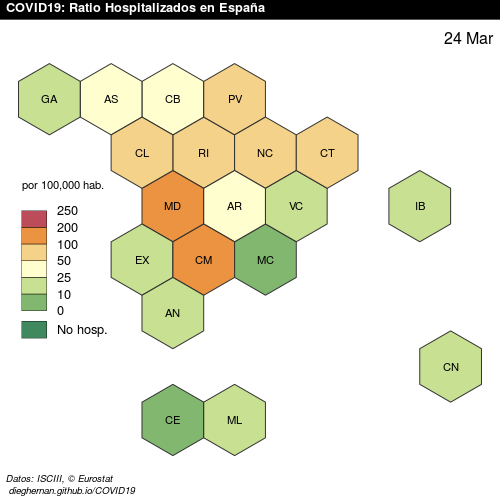 COVID19: Ratio Hospitalizados en España
24 Mar
GA AS CB PV
CL RI NC CT
por 100,000 hab.
MD AR VC IB
250
200
100
50
25
10
0
No hosp.
EX CM MC
AN
CN
CE ML
Datos: ISCIII, © Eurostat
dieghernan.github.io/COVID19